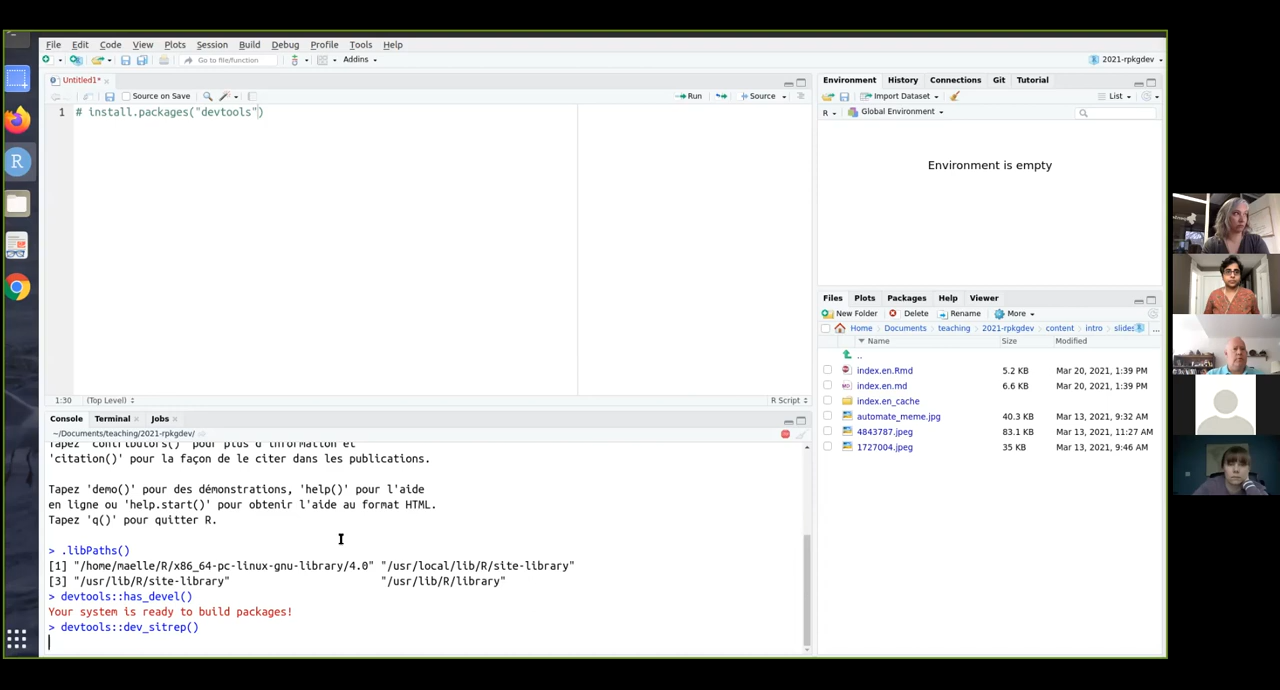 File Edit Code View Plots Session Build Debug Profile Tools Help
Go to file/function Addins 2021-rpkgdev
Untitled1*
Source on Save Run Source
1 # install.packages("devtools")
1:30 (Top Level) R Script
Console Terminal Jobs
~/Documents/teaching/2021-rpkgdev/
Tapez 'contributors()' pour plus d'information et
'citation()' pour la façon de le citer dans les publications.
Tapez 'demo()' pour des démonstrations, 'help()' pour l'aide
en ligne ou 'help.start()' pour obtenir l'aide au format HTML.
Tapez 'q()' pour quitter R.
> .libPaths()
[1] "/home/maelle/R/x86_64-pc-linux-gnu-library/4.0" "/usr/local/lib/R/site-library"
[3] "/usr/lib/R/site-library" "/usr/lib/R/library"
> devtools::has_devel()
Your system is ready to build packages!
> devtools::dev_sitrep()
Environment History Connections Git Tutorial
Import Dataset List
R Global Environment
Environment is empty
Files Plots Packages Help Viewer
New Folder Delete Rename More
Home Documents teaching 2021-rpkgdev content intro slides ...
Name Size Modified
..
index.en.Rmd 5.2 KB Mar 20, 2021, 1:39 PM
index.en.md 6.6 KB Mar 20, 2021, 1:39 PM
index.en_cache
automate_meme.jpg 40.3 KB Mar 13, 2021, 9:32 AM
4843787.jpeg 83.1 KB Mar 13, 2021, 11:27 AM
1727004.jpeg 35 KB Mar 13, 2021, 9:46 AM